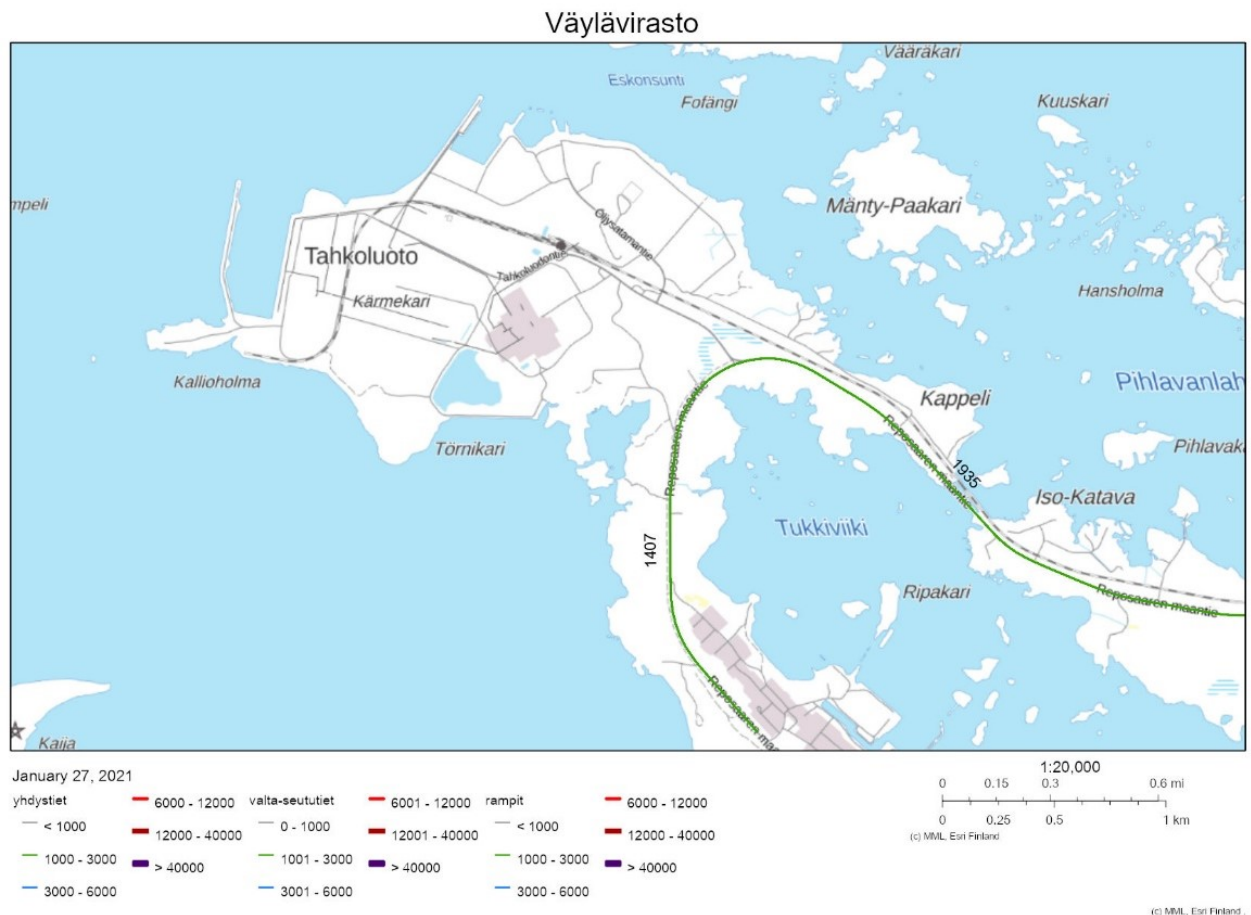 Väylävirasto
Vääräkari
Eskonsunti
Fofängi
Kuuskari
mpeli
Mänty-Paakari
Öljysatamantie
Tahkoluoto
Tahkoluodontie
Kärmekari
Hansholma
Kallioholma
Pihlavanlah
Kappeli
Reposaaren maantie
Reposaaren maantie
Törnikari
Pihlavak
1935
Iso-Katava
Tukkiviiki
1407
Ripakari
Reposaaren maantie
Reposaaren maa
Kaija
January 27, 2021
1:20,000
yhdystiet
< 1000
1000 - 3000
3000 - 6000
6000 - 12000
12000 - 40000
> 40000
valta-seututiet
0 - 1000
1001 - 3000
3001 - 6000
6001 - 12000
12001 - 40000
> 40000
rampit
< 1000
1000 - 3000
3000 - 6000
6000 - 12000
12000 - 40000
> 40000
0 0.15 0.3 0.6 mi
0 0.25 0.5 1 km
(c) MML, Esri Finland
(c) MML, Esri Finland .